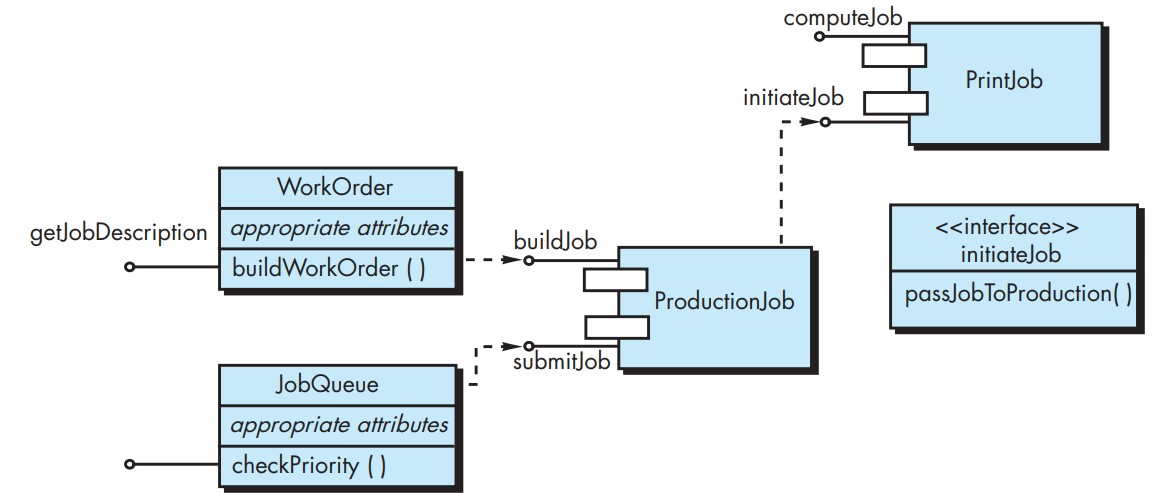 computeJob
PrintJob
initiateJob
WorkOrder
appropriate attributes
getJobDescription
buildWorkOrder ( )
buildJob
ProductionJob
submitJob
<<interface>>
initiateJob
passJobToProduction( )
JobQueue
appropriate attributes
checkPriority ( )